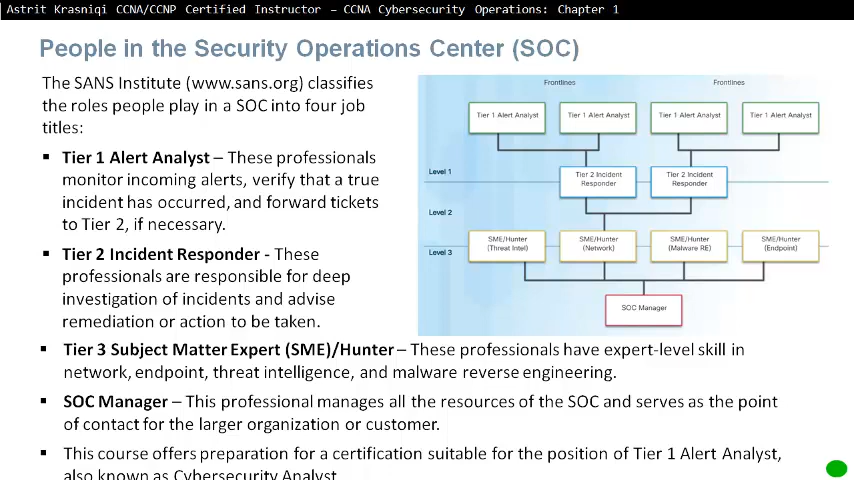 Astrit Krasniqi CCNA/CCNP Certified Instructor – CCNA Cybersecurity Operations: Chapter 1
People in the Security Operations Center (SOC)
The SANS Institute (www.sans.org) classifies
the roles people play in a SOC into four job
titles:
▪ Tier 1 Alert Analyst – These professionals
monitor incoming alerts, verify that a true
incident has occurred, and forward tickets
to Tier 2, if necessary.
▪ Tier 2 Incident Responder - These
professionals are responsible for deep
investigation of incidents and advise
remediation or action to be taken.
▪ Tier 3 Subject Matter Expert (SME)/Hunter – These professionals have expert-level skill in
network, endpoint, threat intelligence, and malware reverse engineering.
▪ SOC Manager – This professional manages all the resources of the SOC and serves as the point
of contact for the larger organization or customer.
▪ This course offers preparation for a certification suitable for the position of Tier 1 Alert Analyst,
also known as Cybersecurity Analyst
Frontlines Frontlines
Tier 1 Alert Analyst Tier 1 Alert Analyst Tier 1 Alert Analyst Tier 1 Alert Analyst
Level 1
Tier 2 Incident Tier 2 Incident
Responder Responder
Level 2
SME/Hunter SME/Hunter SME/Hunter SME/Hunter
(Threat Intel) (Network) (Malware RE) (Endpoint)
Level 3
SOC Manager